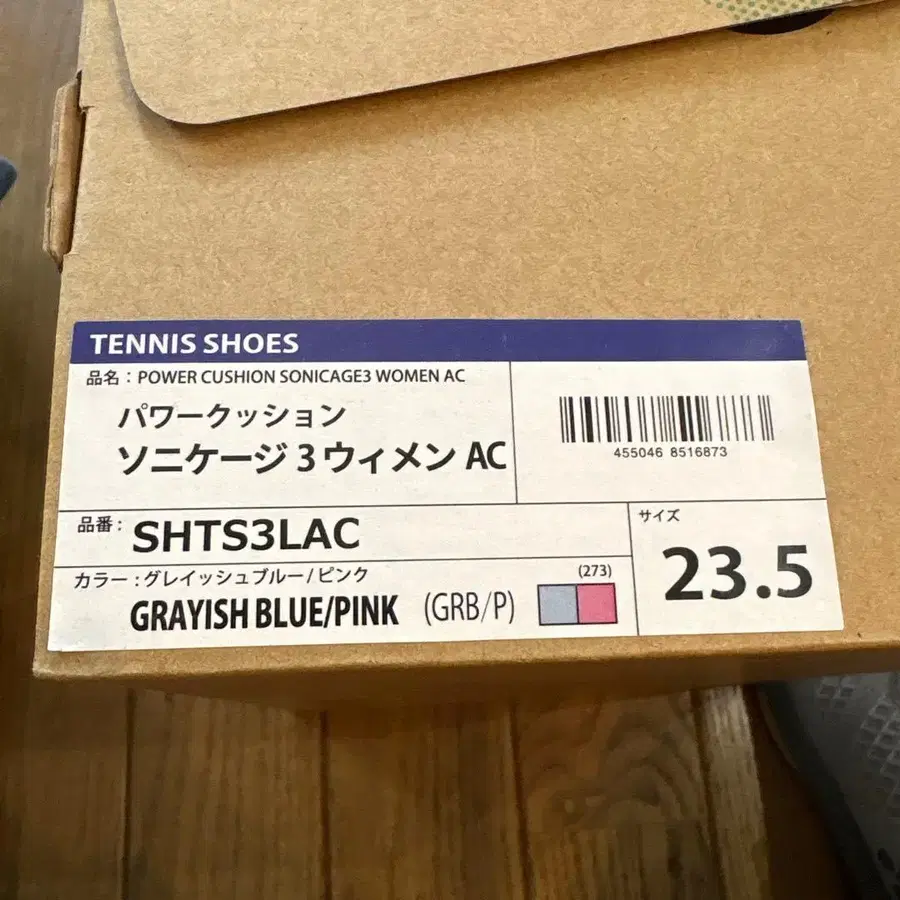 TENNIS SHOES
品名：POWER CUSHION SONICAGE3 WOMEN AC
パワークッション
ソニケージ 3 ウィメン AC
455046 8516873
品番：
SHTS3LAC
カラー：グレイッシュブルー/ピンク
GRAYISH BLUE/PINK (GRB/P)
(273)
サイズ
23.5